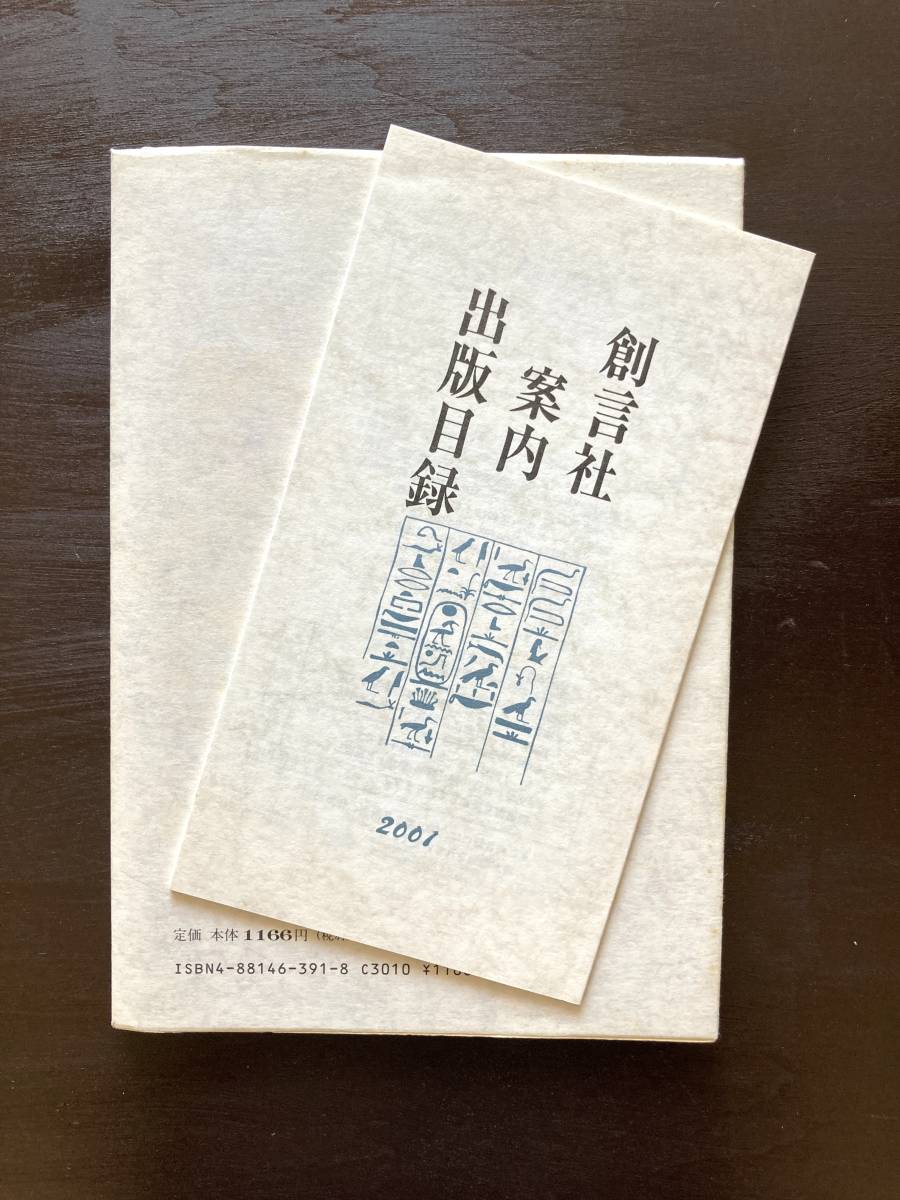 創言社
案内
出版目録
2001
定価 本体1166円
ISBN4-88146-391-8 C3010